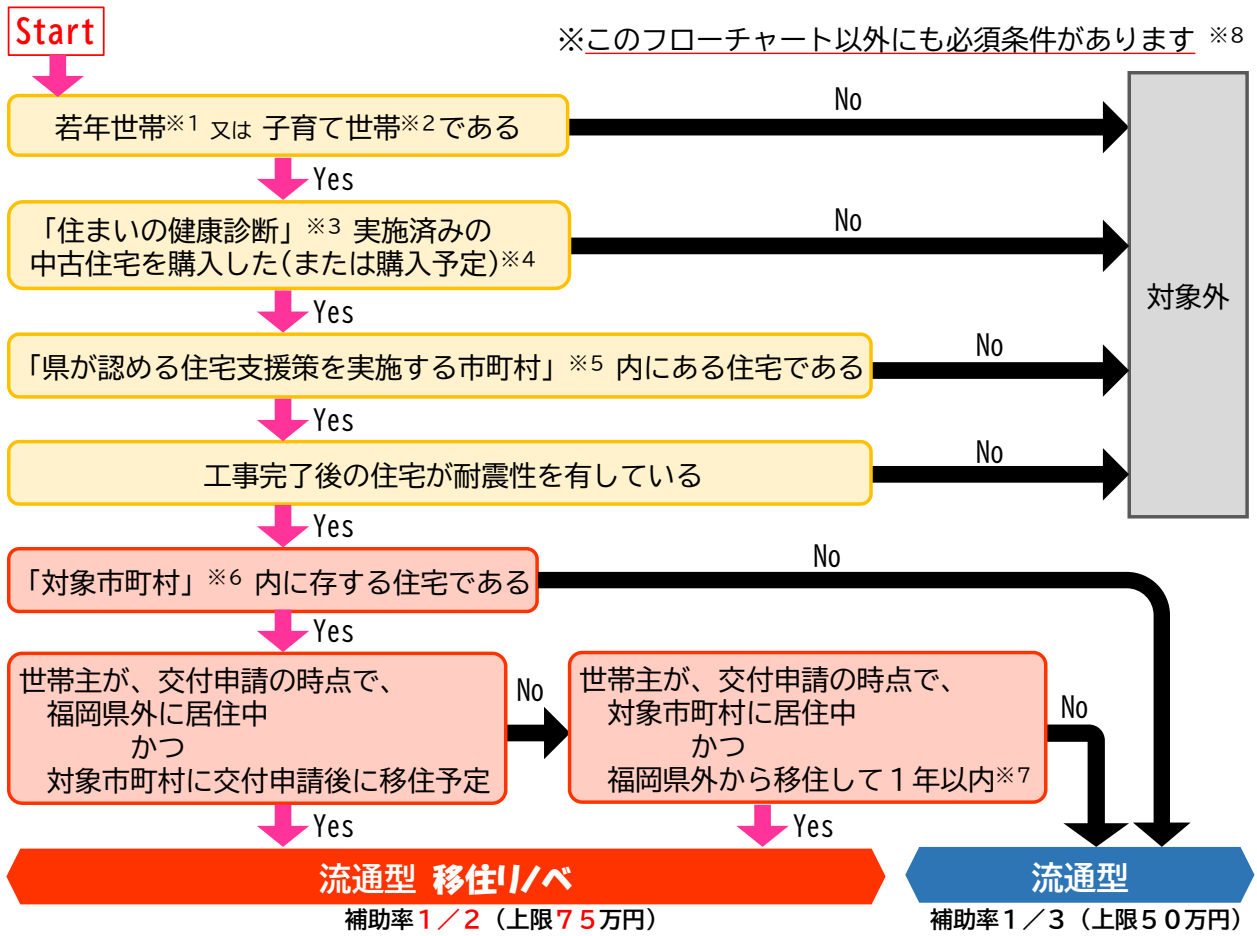 Start
※このフローチャート以外にも必須条件があります ※8
若年世帯※1 又は 子育て世帯※2である
No
Yes
「住まいの健康診断」※3 実施済みの
中古住宅を購入した(または購入予定)※4
No
対象外
Yes
「県が認める住宅支援策を実施する市町村」※5 内にある住宅である
No
Yes
工事完了後の住宅が耐震性を有している
No
Yes
「対象市町村」※6 内に存する住宅である
No
Yes
世帯主が、交付申請の時点で、
福岡県外に居住中
かつ
対象市町村に交付申請後に移住予定
No
世帯主が、交付申請の時点で、
対象市町村に居住中
かつ
福岡県外から移住して１年以内※7
No
Yes
Yes
流通型 移住リノベ
補助率１／２（上限７５万円）
流通型
補助率１／３（上限５０万円）